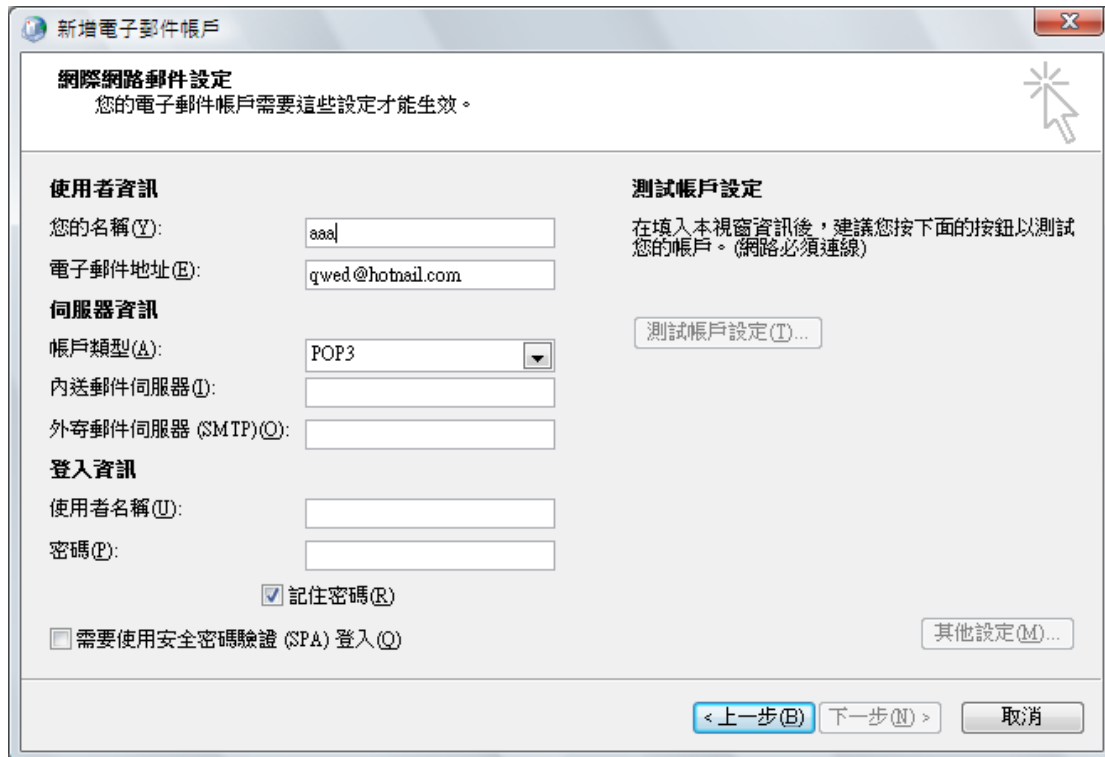 新增電子郵件帳戶
網際網路郵件設定
您的電子郵件帳戶需要這些設定才能生效。
使用者資訊
您的名稱(Y): aaa
電子郵件地址(E): qwed@hotnail.com
伺服器資訊
帳戶類型(A): POP3
內送郵件伺服器(I):
外寄郵件伺服器 (SMTP)(O):
登入資訊
使用者名稱(U):
密碼(P):
記住密碼(R)
需要使用安全密碼驗證 (SPA) 登入(Q)
測試帳戶設定
在填入本視窗資訊後，建議您按下面的按鈕以測試
您的帳戶。(網路必須連線)
測試帳戶設定(T)...
其他設定(M)...
< 上一步(B) 下一步(N) > 取消